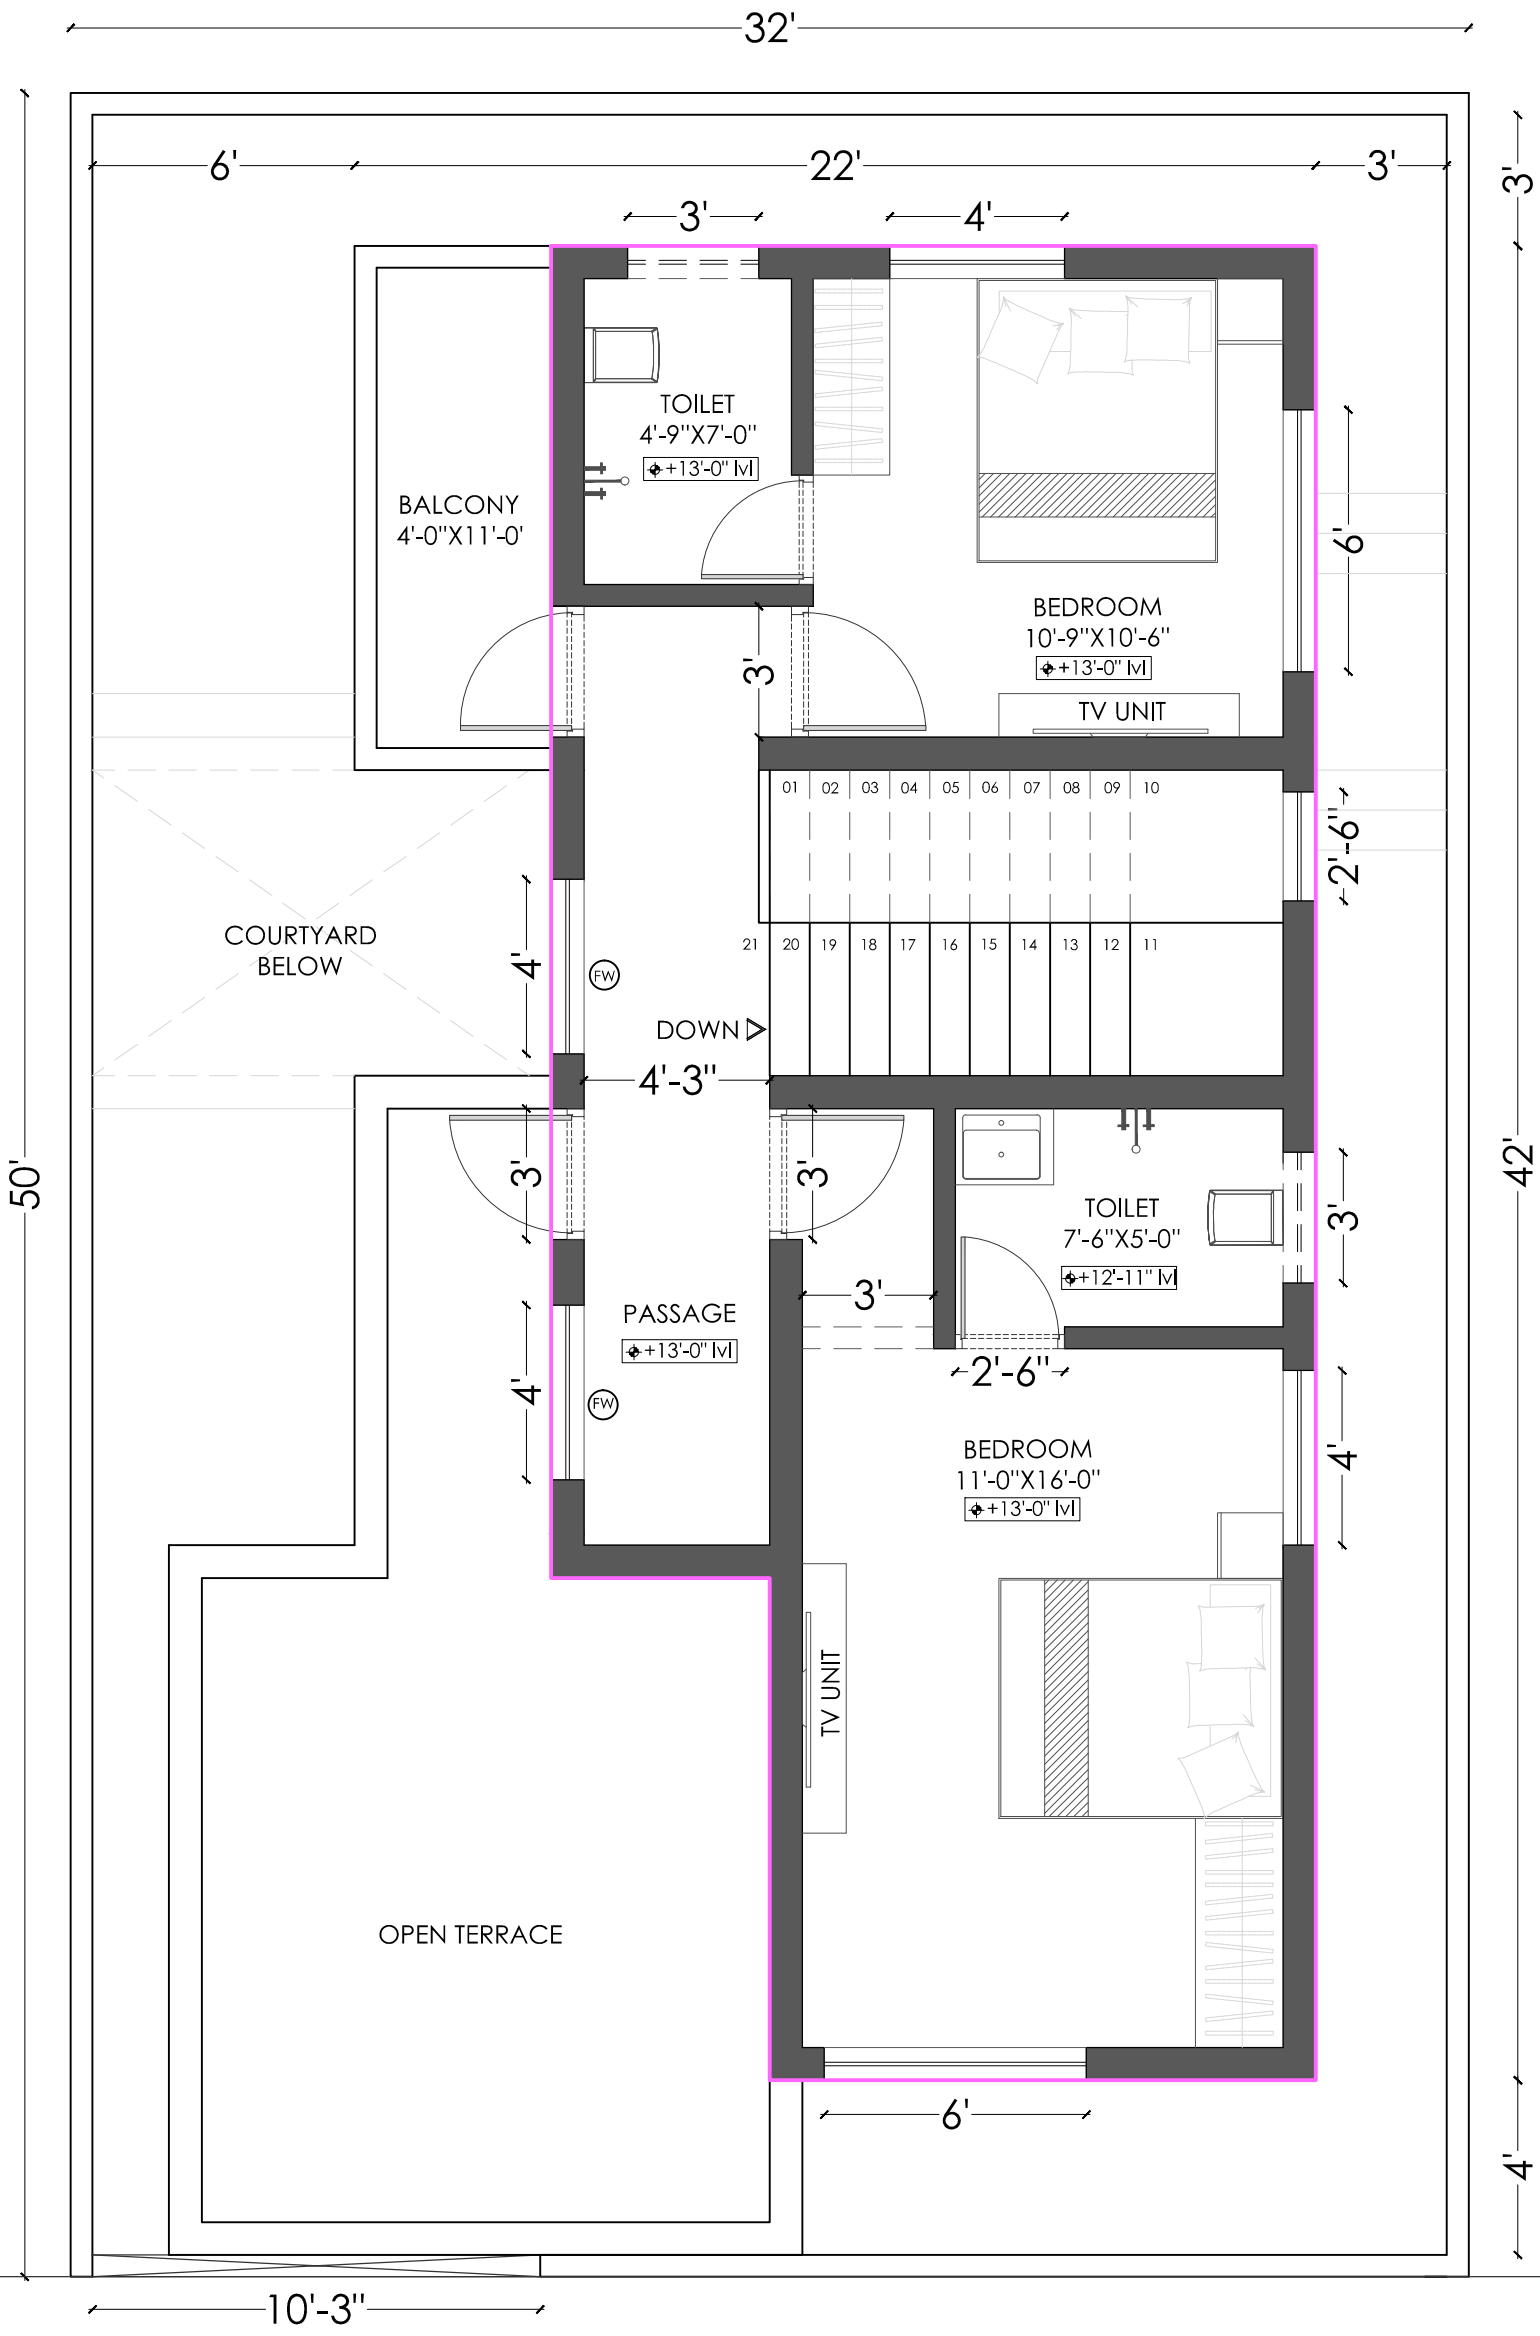 32'
6'
22'
3'
3'
3'
4'
TOILET
4'-9"X7'-0"
+13'-0" lvl
BALCONY
4'-0"X11'-0'
6'
BEDROOM
10'-9"X10'-6"
+13'-0" lvl
3'
TV UNIT
01 02 03 04 05 06 07 08 09 10
2'-6"
COURTYARD
BELOW
4'
FW
21 20 19 18 17 16 15 14 13 12 11
DOWN
4'-3"
50'
42'
3'
3'
TOILET
7'-6"X5'-0"
+12'-11" lvl
3'
3'
PASSAGE
+13'-0" lvl
2'-6"
4'
FW
BEDROOM
11'-0"X16'-0"
+13'-0" lvl
4'
TV UNIT
OPEN TERRACE
6'
4'
10'-3"